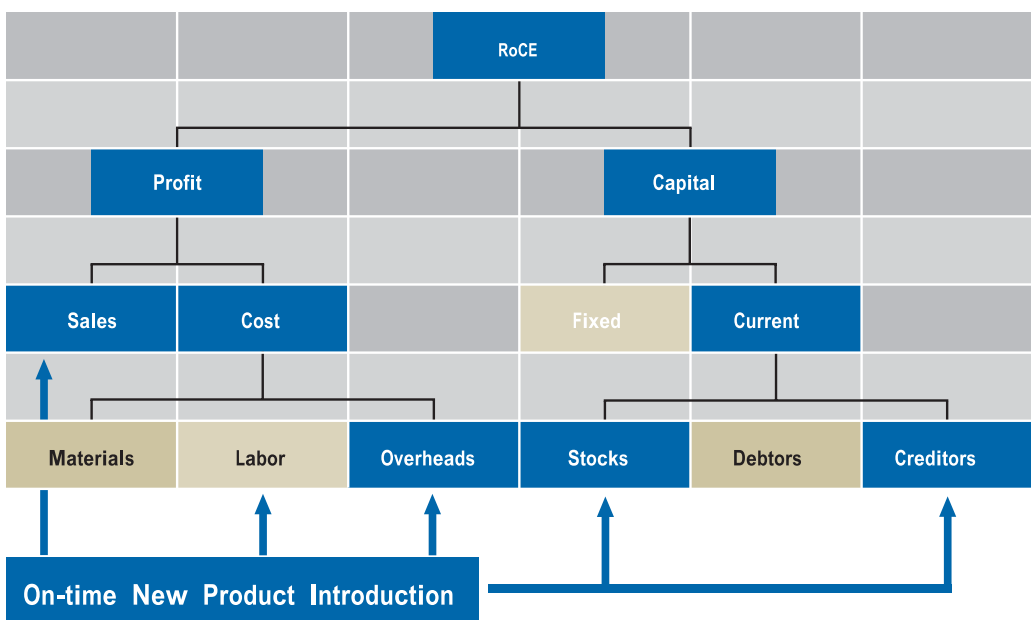 RoCE
Profit
Capital
Sales
Cost
Fixed
Current
Materials
Labor
Overheads
Stocks
Debtors
Creditors
On-time New Product Introduction